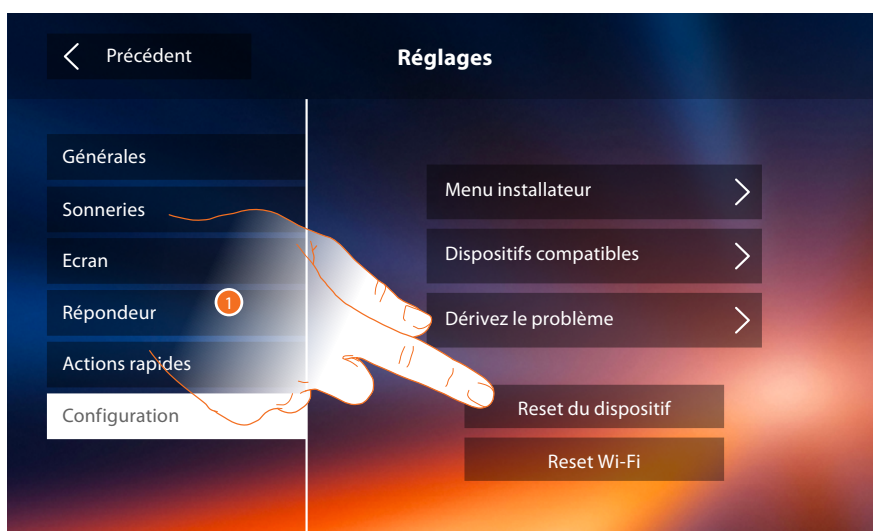 Précédent
Réglages
Générales
Sonneries
Ecran
Répondeur
Actions rapides
Configuration
1
Menu installateur
Dispositifs compatibles
Dérivez le problème
Reset du dispositif
Reset Wi-Fi